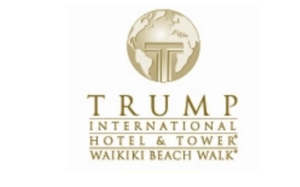 T
TRUMP
INTERNATIONAL
HOTEL & TOWER®
WAIKIKI BEACH WALK®